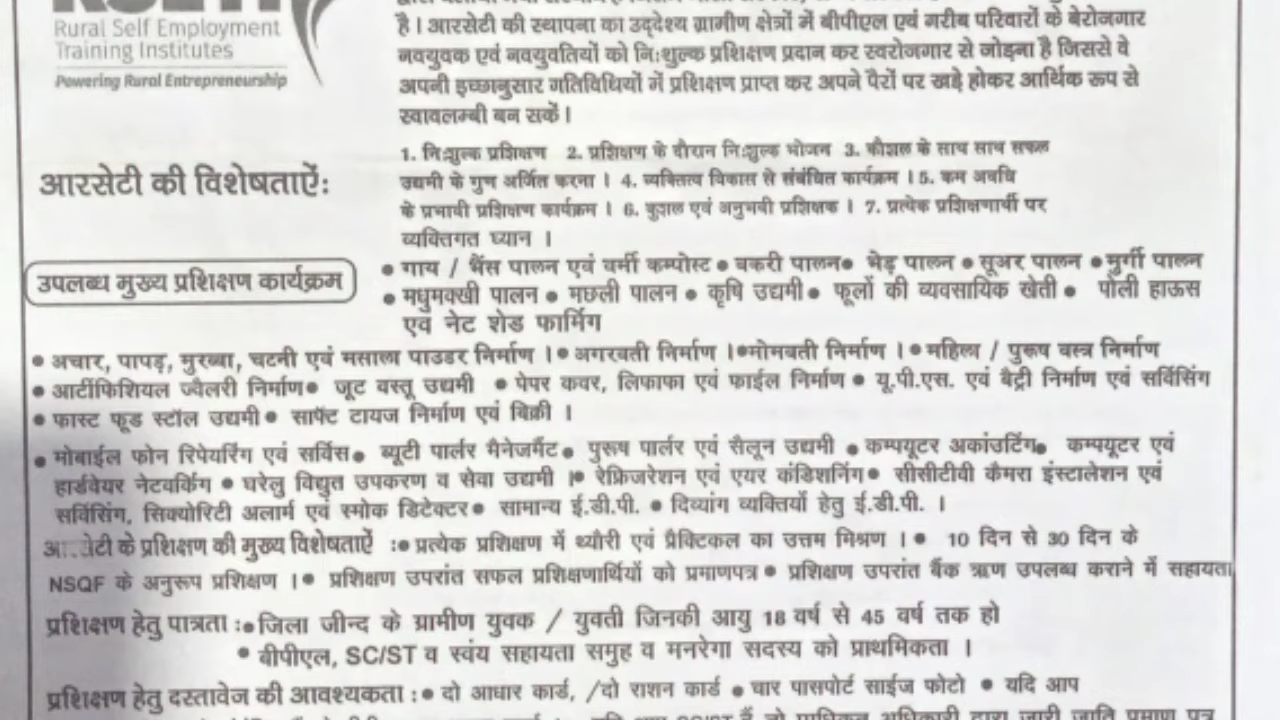 Rural Self Employment
Training Institutes
Powering Rural Entrepreneurship
है। आरसेटी की स्थापना का उद्देश्य ग्रामीण क्षेत्रों में बीपीएल एवं गरीब परिवारों के बेरोजगार
नवयुवक एवं नवयुवतियों को नि:शुल्क प्रशिक्षण प्रदान कर स्वरोजगार से जोड़ना है जिससे वे
अपनी इच्छानुसार गतिविधियों में प्रशिक्षण प्राप्त कर अपने पैरों पर खड़े होकर आर्थिक रूप से
स्वावलम्बी बन सकें।
आरसेटी की विशेषताऐं:
1. नि:शुल्क प्रशिक्षण 2. प्रशिक्षण के दौरान नि:शुल्क भोजन 3. कौशल के साथ साथ सफल
उद्यमी के गुण अर्जित करना । 4. व्यक्तित्व विकास से संबंधित कार्यक्रम । 5. कम अवधि
के प्रभावी प्रशिक्षण कार्यक्रम । 6. कुशल एवं अनुभवी प्रशिक्षक । 7. प्रत्येक प्रशिक्षणार्थी पर
व्यक्तिगत ध्यान ।
उपलब्ध मुख्य प्रशिक्षण कार्यक्रम
• गाय / भैंस पालन एवं वर्मी कम्पोस्ट • बकरी पालन• भेड़ पालन • सूअर पालन •मुर्गी पालन
• मधुमक्खी पालन • मछली पालन • कृषि उद्यमी• फूलों की व्यवसायिक खेती • पौली हाऊस
एवं नेट शेड फार्मिंग
• अचार, पापड़, मुरब्बा, चटनी एवं मसाला पाउडर निर्माण ।• अगरबती निर्माण ।•मोमबती निर्माण ।• महिला / पुरूष वस्त्र निर्माण
• आर्टीफिशियल ज्वैलरी निर्माण• जूट वस्तू उद्यमी • पेपर कवर, लिफाफा एवं फाईल निर्माण • यू.पी.एस. एवं बैट्री निर्माण एवं सर्विसिंग
• फास्ट फूड स्टॉल उद्यमी• साफ्ट टायज निर्माण एवं बिक्री ।
• मोबाईल फोन रिपेयरिंग एवं सर्विस• ब्यूटी पार्लर मैनेजमैंट• पुरूष पार्लर एवं सैलून उद्यमी • कम्पयूटर अकांउटिंग• कम्पयूटर एवं
हार्डवेयर नेटवर्किंग • घरेलु विद्युत उपकरण व सेवा उद्यमी ।• रेफ्रिजरेशन एवं एयर कंडिशनिंग• सीसीटीवी कैमरा इंस्टालेशन एवं
सर्विसिंग, सिक्योरिटी अलार्म एवं स्मोक डिटेक्टर• सामान्य ई.डी.पी. • दिव्यांग व्यक्तियों हेतु ई.डी.पी. ।
के प्रशिक्षण की मुख्य विशेषताऐं :• प्रत्येक प्रशिक्षण में थ्यौरी एवं प्रैक्टिकल का उत्तम मिश्रण ।• 10 दिन से 30 दिन के
NSQF के अनुरूप प्रशिक्षण ।• प्रशिक्षण उपरांत सफल प्रशिक्षणार्थियों को प्रमाणपत्र• प्रशिक्षण उपरांत बैंक ऋण उपलब्ध कराने में सहायता
प्रशिक्षण हेतु पात्रता :•जिला जीन्द के ग्रामीण युवक / युवती जिनकी आयु 18 वर्ष से 45 वर्ष तक हो
• बीपीएल, SC/ST व स्वंय सहायता समुह व मनरेगा सदस्य को प्राथमिकता ।
प्रशिक्षण हेतु दस्तावेज की आवश्यकता :• दो आधार कार्ड, /दो राशन कार्ड • चार पासपोर्ट साईज फोटो • यदि आप